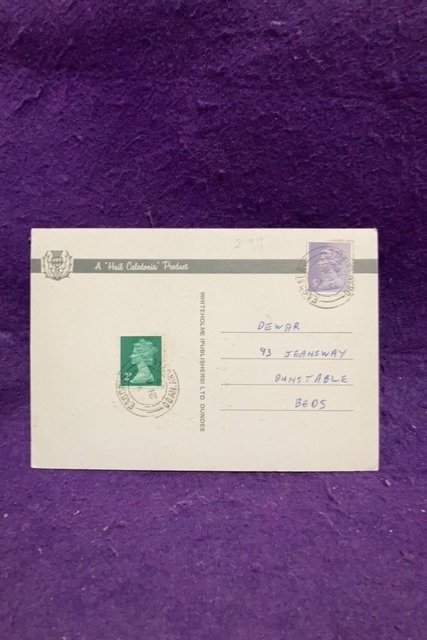 2.99
A "Hail Caledonia" Product
WHITEHOLME (PUBLISHERS) LTD. DUNDEE
DEWAR
93 JEANSWAY
DUNSTABLE
BEDS